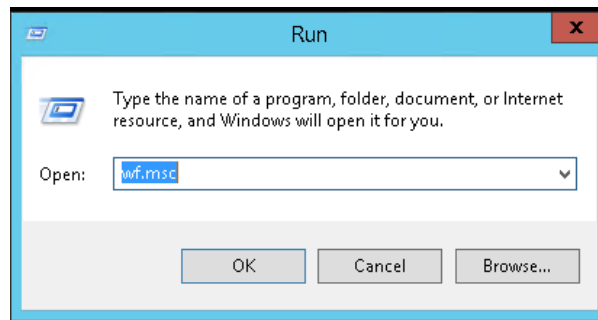 Run
x
Type the name of a program, folder, document, or Internet
resource, and Windows will open it for you.
Open: wf.msc
OK Cancel Browse...